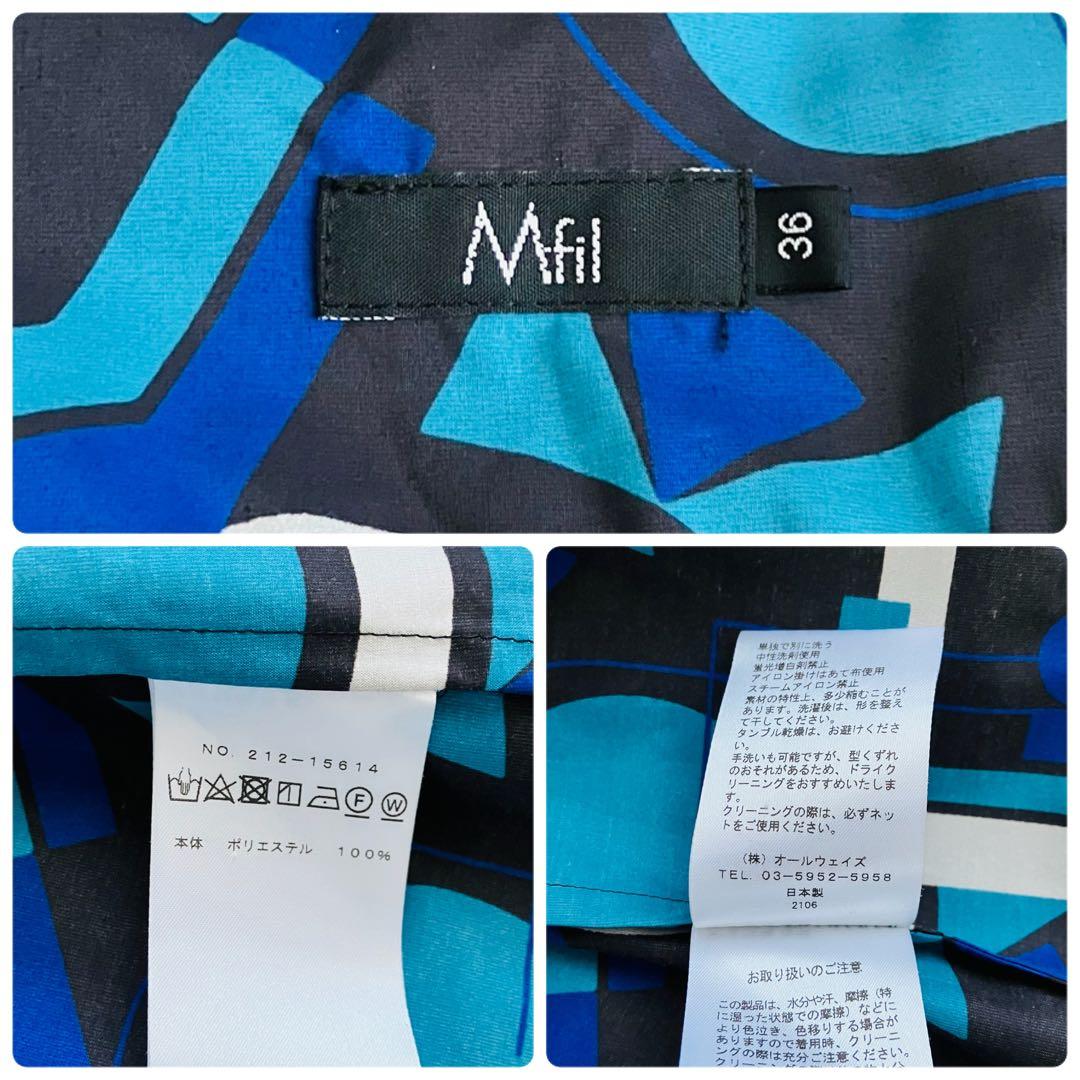 Mfil
36
NO. 212-15614
F W
本体 ポリエステル 100%
単独で別に洗う
中性洗剤使用
蛍光増白剤禁止
アイロン掛けはあて布使用
スチームアイロン禁止
素材の特性上、多少縮むことが
あります。洗濯後は、形を整え
て干してください。
タンブル乾燥は、お避けくださ
い。
手洗いも可能ですが、型くずれ
のおそれがあるため、ドライク
リーニングをおすすめいたしま
す。
クリーニングの際は、必ずネッ
トをご使用ください。
(株) オールウェイズ
TEL. 03-5952-5958
日本製
2106
お取り扱いのご注意
この製品は、水分や汗、摩擦（特
に湿った状態での摩擦）などに
より色泣き、色移りする場合が
ありますので着用時、クリーニ
ングの際は充分ご注意ください。